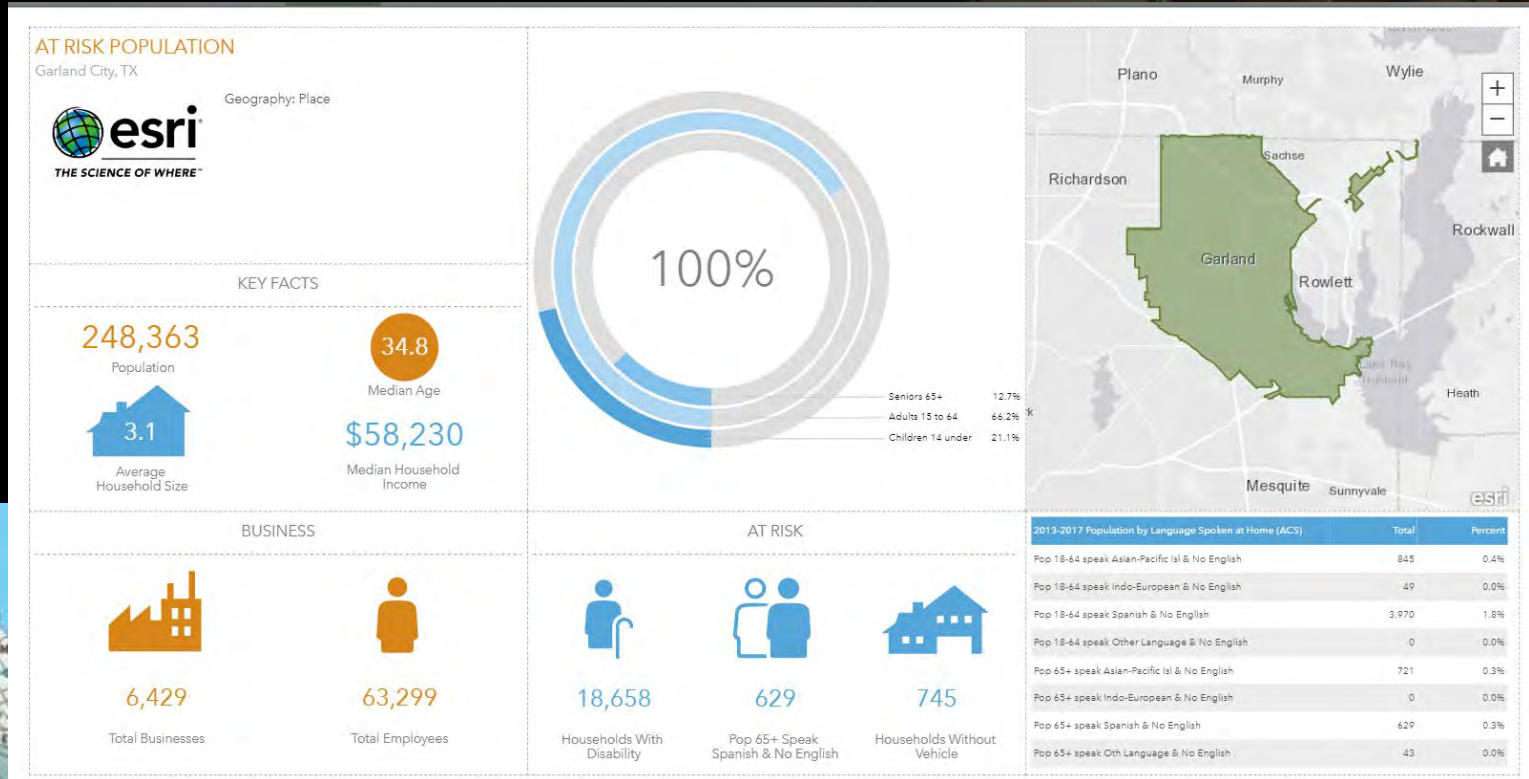 AT RISK POPULATION
Garland City, TX
Geography: Place
esri
THE SCIENCE OF WHERE™
KEY FACTS
248,363
Population
34.8
Median Age
3.1
Average
Household Size
$58,230
Median Household
Income
100%
Seniors 65+ 12.7%
Adults 15 to 64 66.2%
Children 14 under 21.1%
Plano
Murphy
Wylie
+
−
Sachse
Richardson
Rockwall
Garland
Rowlett
Lake Ray
Hubbard
Heath
Mesquite
Sunnyvale
esri
BUSINESS
6,429
Total Businesses
63,299
Total Employees
AT RISK
18,658
Households With
Disability
629
Pop 65+ Speak
Spanish & No English
745
Households Without
Vehicle
2013-2017 Population by Language Spoken at Home (ACS) Total Percent
Pop 18-64 speak Asian-Pacific Isl & No English 845 0.4%
Pop 18-64 speak Indo-European & No English 49 0.0%
Pop 18-64 speak Spanish & No English 3,970 1.8%
Pop 18-64 speak Other Language & No English 0 0.0%
Pop 65+ speak Asian-Pacific Isl & No English 721 0.3%
Pop 65+ speak Indo-European & No English 0 0.0%
Pop 65+ speak Spanish & No English 629 0.3%
Pop 65+ speak Oth Language & No English 43 0.0%